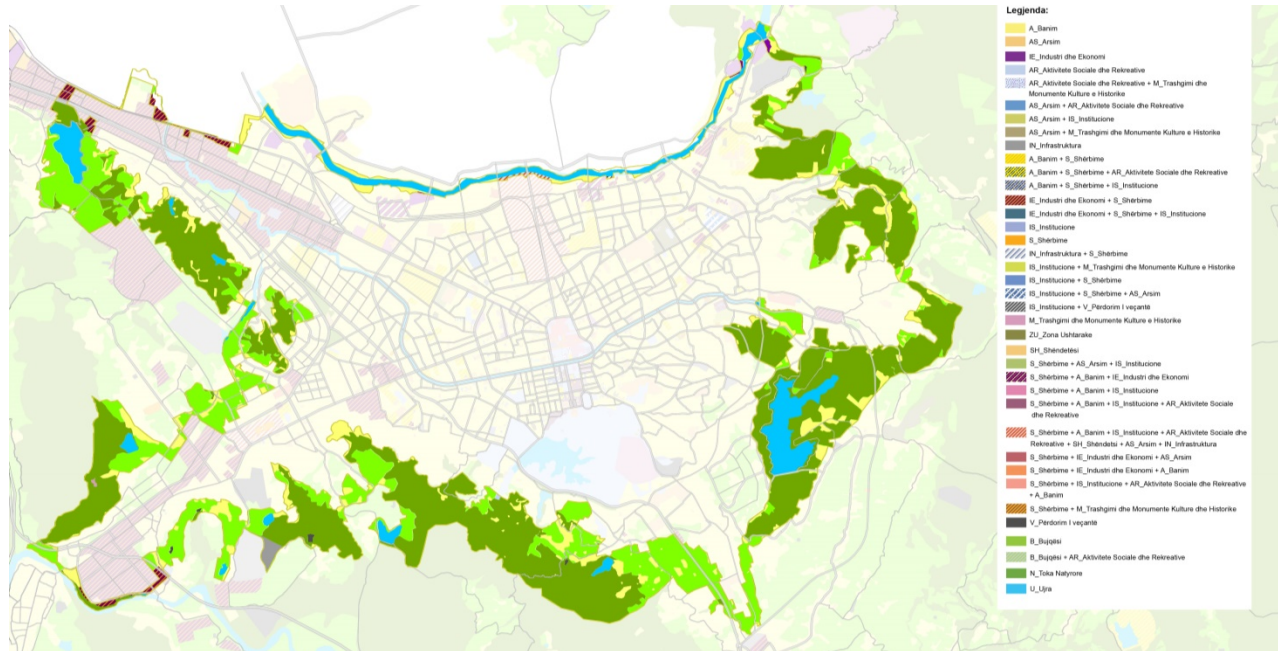 Legjenda:
A_Banim
AS_Arsim
IE_Industri dhe Ekonomi
AR_Aktivitete Sociale dhe Rekreative
AR_Aktivitete Sociale dhe Rekreative + M_Trashgimi dhe
Monumente Kulture e Historike
AS_Arsim + AR_Aktivitete Sociale dhe Rekreative
AS_Arsim + IS_Institucione
AS_Arsim + M_Trashgimi dhe Monumente Kulture e Historike
IN_Infrastruktura
A_Banim + S_Shërbime
A_Banim + S_Shërbime + AR_Aktivitete Sociale dhe Rekreative
A_Banim + S_Shërbime + IS_Institucione
IE_Industri dhe Ekonomi + S_Shërbime
IE_Industri dhe Ekonomi + S_Shërbime + IS_Institucione
IS_Institucione
S_Shërbime
IN_Infrastruktura + S_Shërbime
IS_Institucione + M_Trashgimi dhe Monumente Kulture e Historike
IS_Institucione + S_Shërbime
IS_Institucione + S_Shërbime + AS_Arsim
IS_Institucione + V_Përdorim I veçantë
M_Trashgimi dhe Monumente Kulture e Historike
ZU_Zona Ushtarake
SH_Shëndetësi
S_Shërbime + AS_Arsim + IS_Institucione
S_Shërbime + A_Banim + IE_Industri dhe Ekonomi
S_Shërbime + A_Banim + IS_Institucione
S_Shërbime + A_Banim + IS_Institucione + AR_Aktivitete Sociale
dhe Rekreative
S_Shërbime + A_Banim + IS_Institucione + AR_Aktivitete Sociale dhe
Rekreative + SH_Shëndetsi + AS_Arsim + IN_Infrastruktura
S_Shërbime + IE_Industri dhe Ekonomi + AS_Arsim
S_Shërbime + IE_Industri dhe Ekonomi + A_Banim
S_Shërbime + IS_Institucione + AR_Aktivitete Sociale dhe Rekreative
+ A_Banim
S_Shërbime + M_Trashgimi dhe Monumente Kulture dhe Historike
V_Përdorim I veçantë
B_Bujqësi
B_Bujqësi + AR_Aktivitete Sociale dhe Rekreative
N_Toka Natyrore
U_Ujra